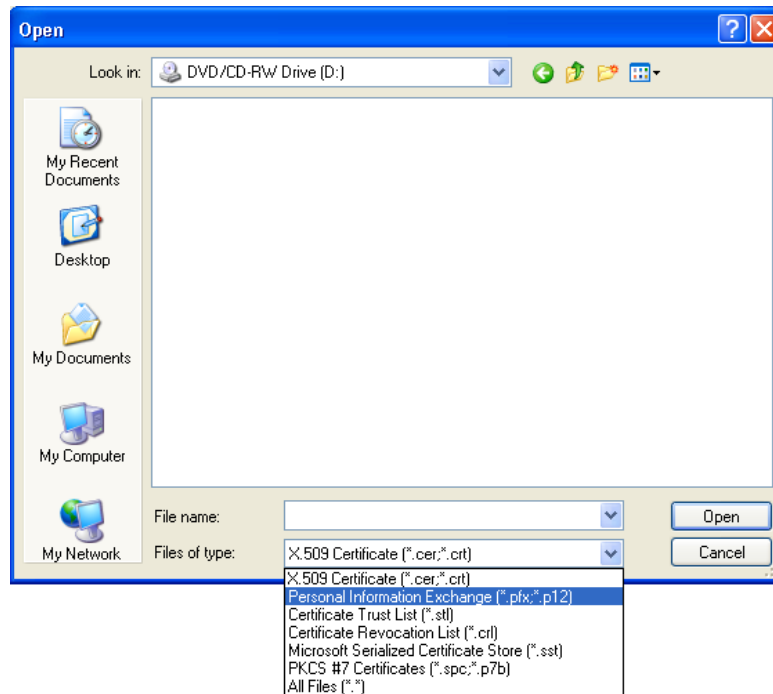 Open
Look in:
DVD/CD-RW Drive (D:)
My Recent
Documents
Desktop
My Documents
My Computer
My Network
File name:
Open
Files of type:
X.509 Certificate (*.cer;*.crt)
Cancel
X.509 Certificate (*.cer;*.crt)
Personal Information Exchange (*.pfx;*.p12)
Certificate Trust List (*.stl)
Certificate Revocation List (*.crl)
Microsoft Serialized Certificate Store (*.sst)
PKCS #7 Certificates (*.spc;*.p7b)
All Files (*.*)